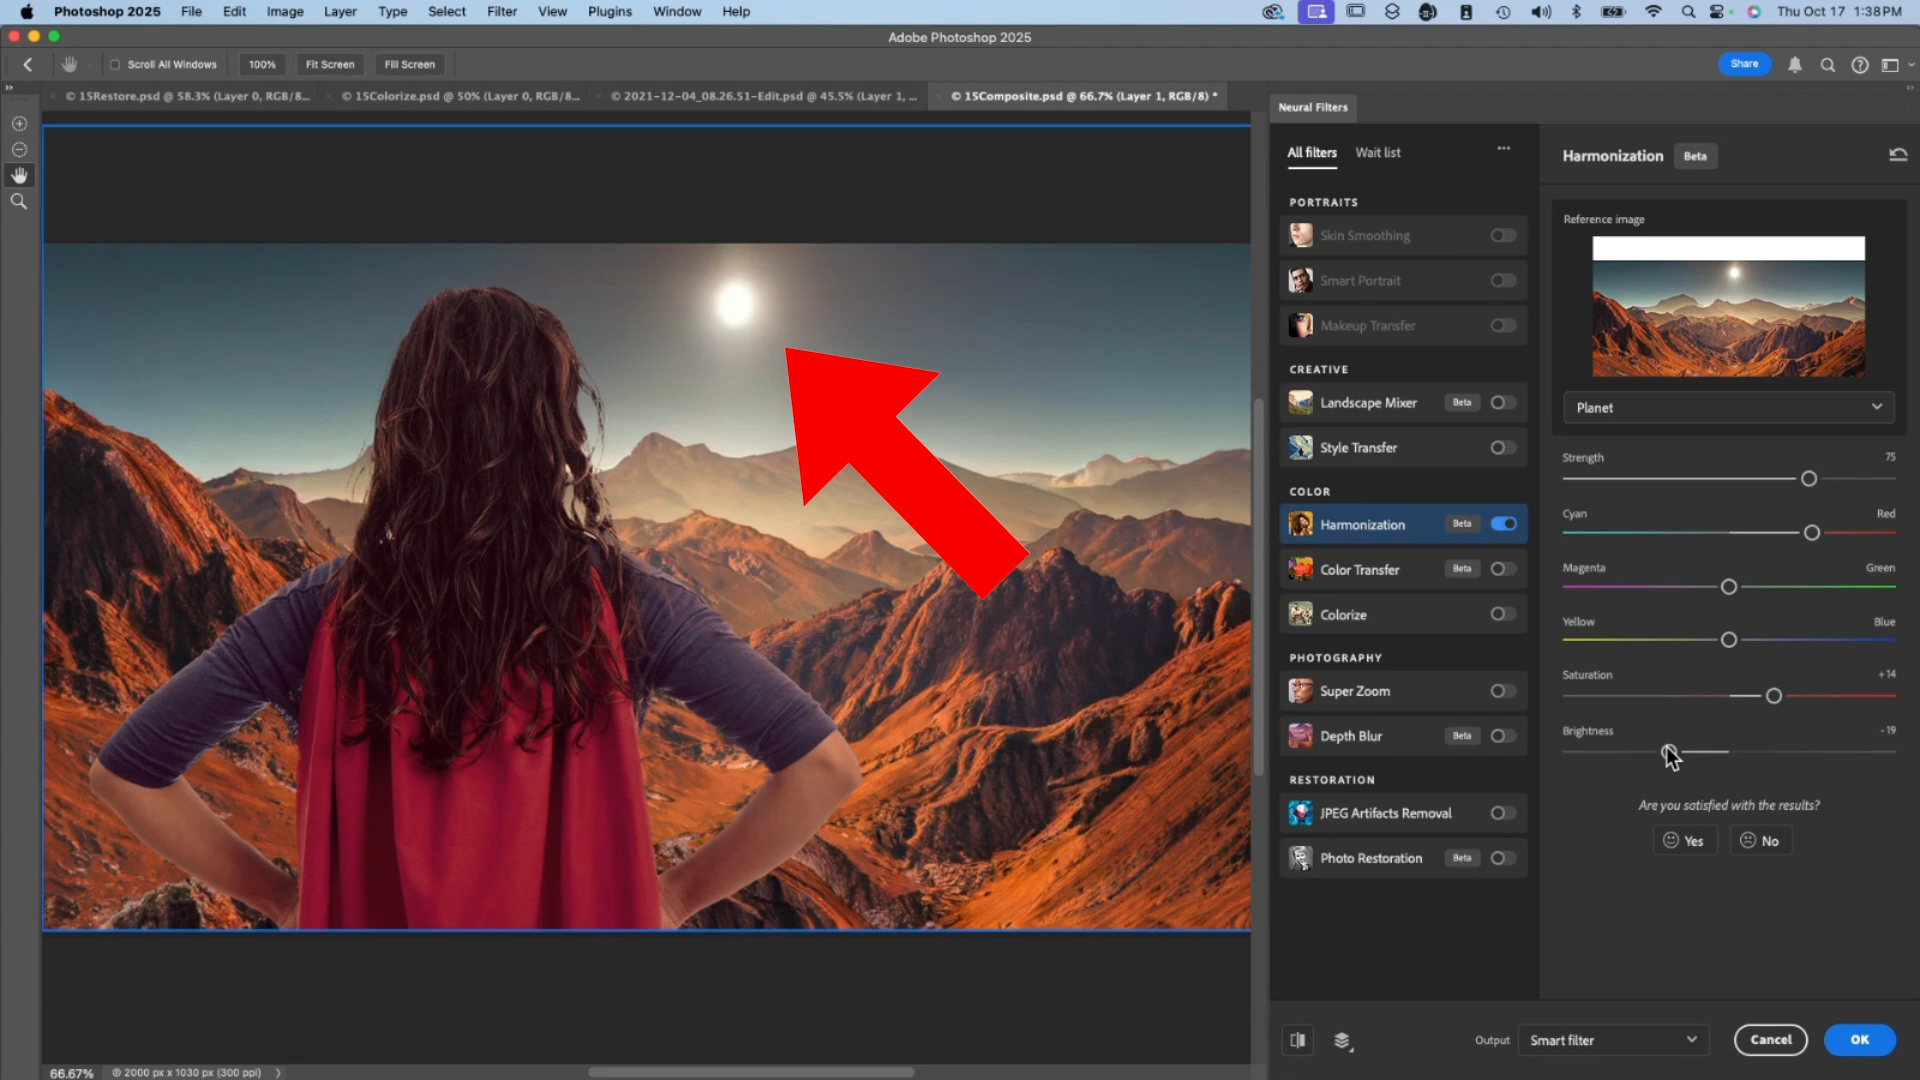 Photoshop 2025 File Edit Image Layer Type Select Filter View Plugins Window Help Thu Oct 17 1:38 PM
Adobe Photoshop 2025
Scroll All Windows 100% Fit Screen Fill Screen Share
© 15Restore.psd @ 58.3% (Layer 0, RGB/8... © 15Colorize.psd @ 50% (Layer 0, RGB/8... © 2021-12-04_08.26.51-Edit.psd @ 45.5% (Layer 1, ... © 15Composite.psd @ 66.7% (Layer 1, RGB/8) *
Neural Filters
All filters Wait list
PORTRAITS
Skin Smoothing
Smart Portrait
Makeup Transfer
CREATIVE
Landscape Mixer Beta
Style Transfer
COLOR
Harmonization Beta
Color Transfer Beta
Colorize
PHOTOGRAPHY
Super Zoom
Depth Blur Beta
RESTORATION
JPEG Artifacts Removal
Photo Restoration Beta
Harmonization Beta
Reference image
Planet
Strength 75
Cyan Red
Magenta Green
Yellow Blue
Saturation +14
Brightness -19
Are you satisfied with the results?
Yes No
Output Smart filter Cancel OK
66.67% © 2000 px x 1030 px (300 ppi)